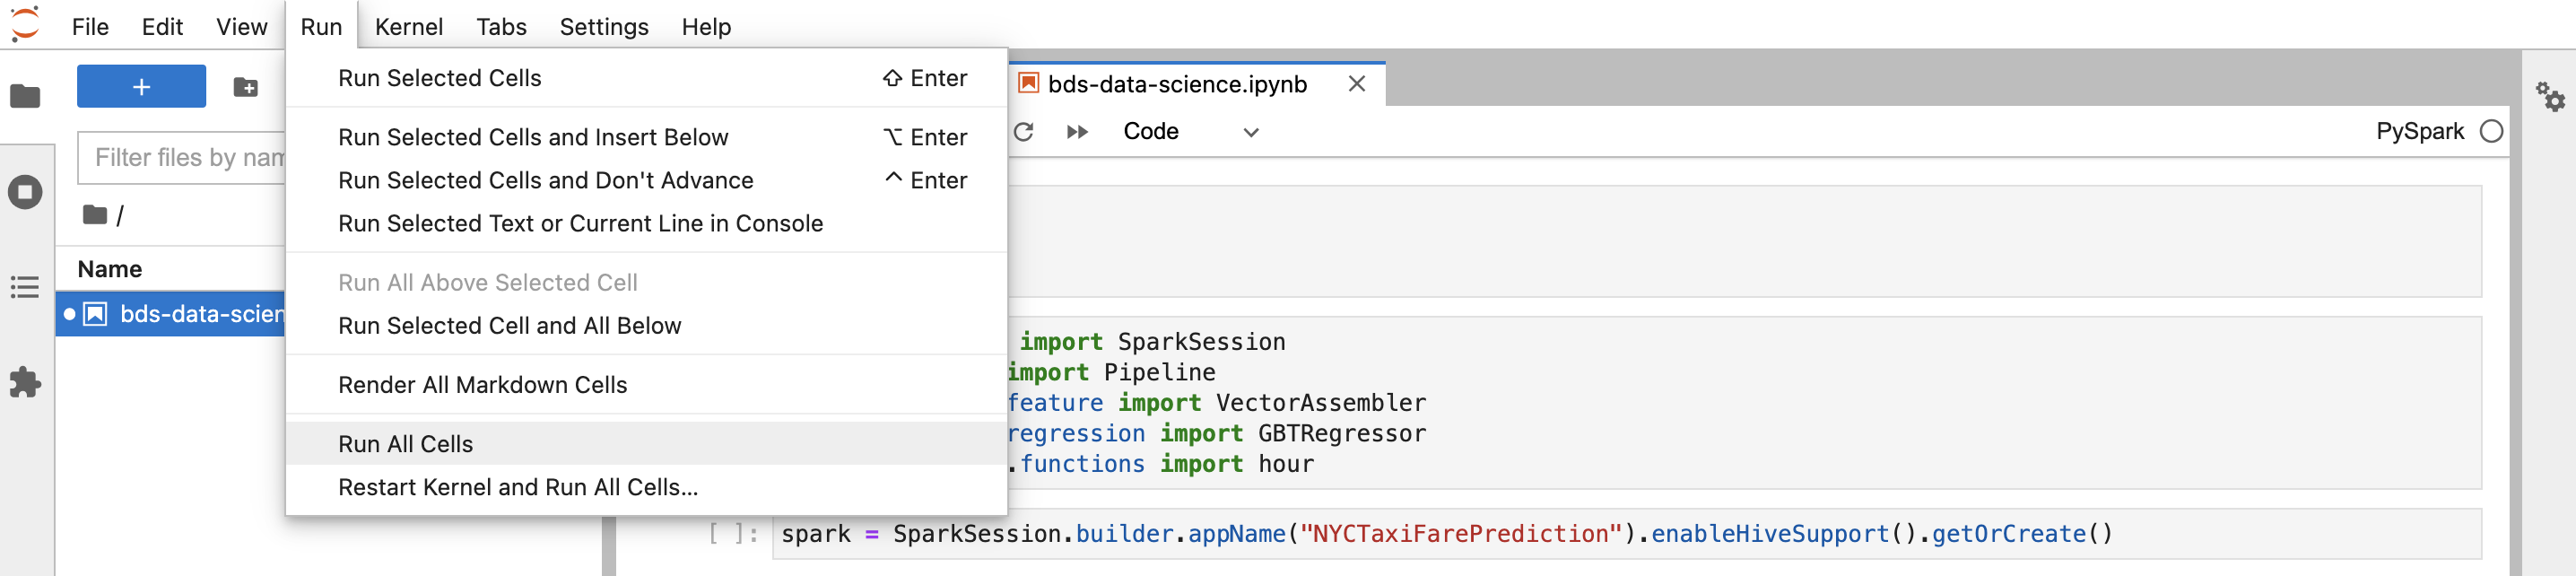 File Edit View Run Kernel Tabs Settings Help
+
Filter files by nam
/
Name
bds-data-scien
Run Selected Cells ⇧ Enter
Run Selected Cells and Insert Below ⌥ Enter
Run Selected Cells and Don't Advance ^ Enter
Run Selected Text or Current Line in Console
Run All Above Selected Cell
Run Selected Cell and All Below
Render All Markdown Cells
Run All Cells
Restart Kernel and Run All Cells...
bds-data-science.ipynb
Code
PySpark
import SparkSession
import Pipeline
feature import VectorAssembler
regression import GBTRegressor
.functions import hour
[ ]: spark = SparkSession.builder.appName("NYCTaxiFarePrediction").enableHiveSupport().getOrCreate()